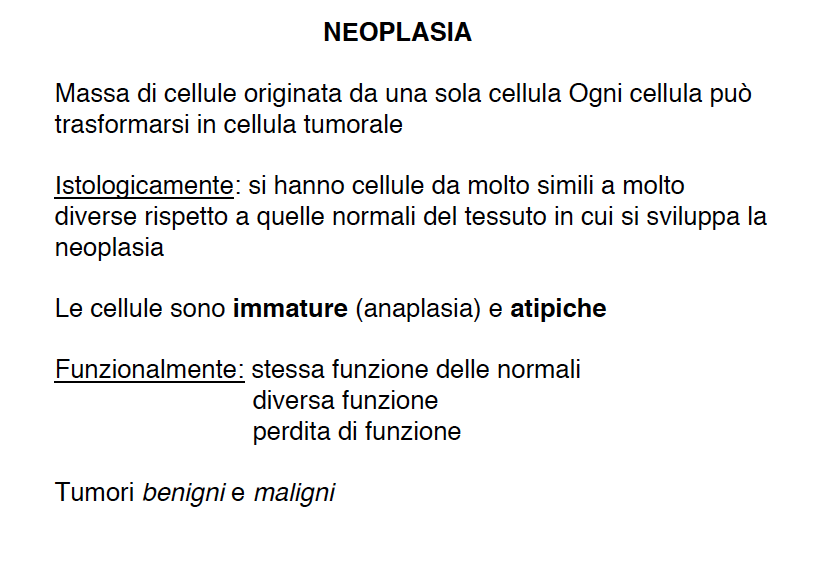 NEOPLASIA
Massa di cellule originata da una sola cellula Ogni cellula può
trasformarsi in cellula tumorale
Istologicamente: si hanno cellule da molto simili a molto
diverse rispetto a quelle normali del tessuto in cui si sviluppa la
neoplasia
Le cellule sono immature (anaplasia) e atipiche
Funzionalmente: stessa funzione delle normali
diversa funzione
perdita di funzione
Tumori benigni e maligni